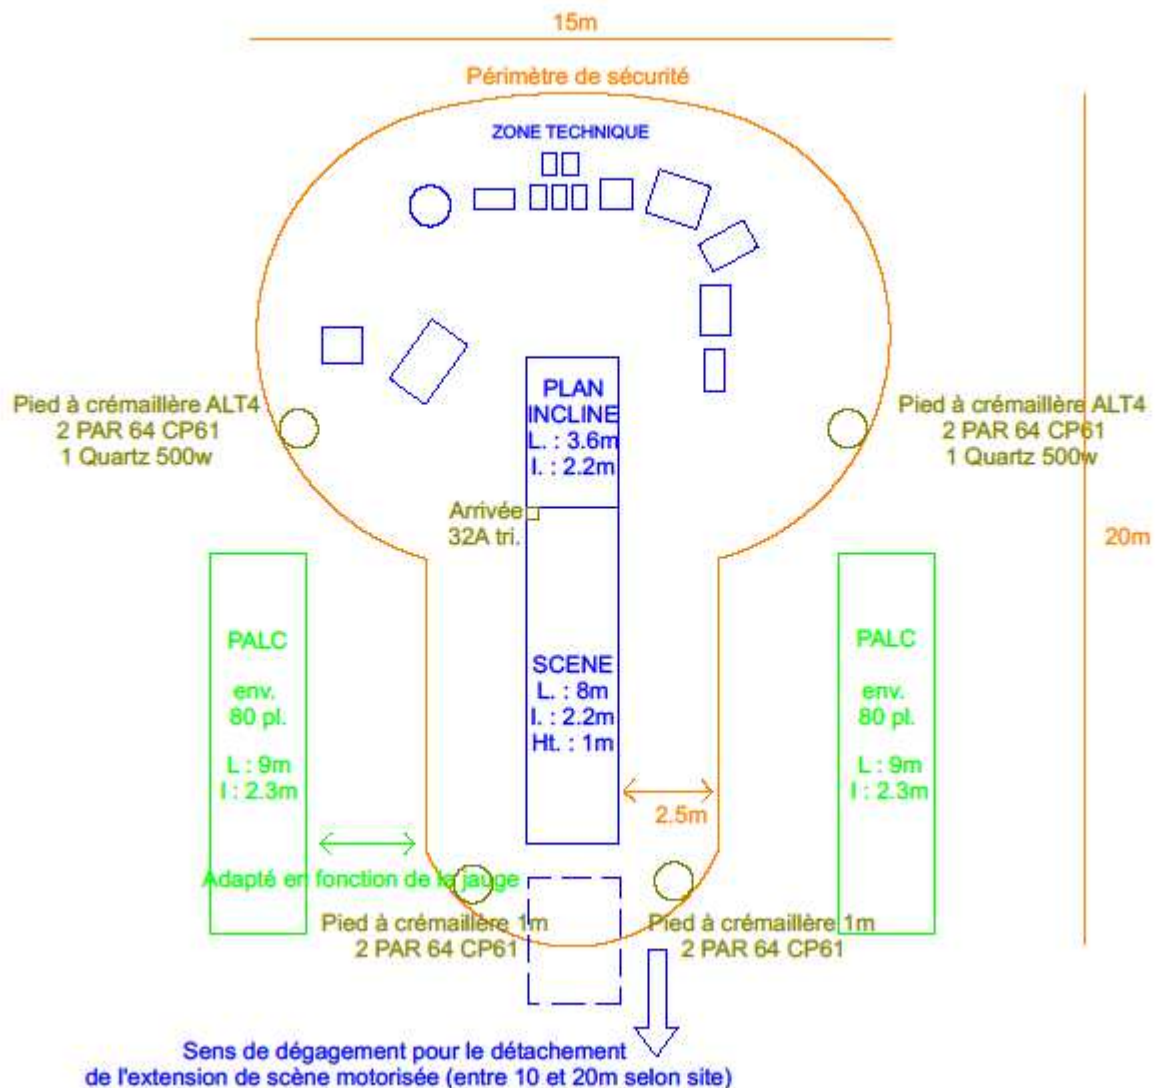 15m
Périmètre de sécurité
ZONE TECHNIQUE
Pied à crémaillère ALT4
2 PAR 64 CP61
1 Quartz 500w
Pied à crémaillère ALT4
2 PAR 64 CP61
1 Quartz 500w
PLAN
INCLINE
L. : 3.6m
l. : 2.2m
Arrivée
32A tri.
20m
PALC
env.
80 pl.
L : 9m
l : 2.3m
SCENE
L. : 8m
l. : 2.2m
Ht. : 1m
PALC
env.
80 pl.
L : 9m
l : 2.3m
2.5m
Adapté en fonction de la jauge
Pied à crémaillère 1m
2 PAR 64 CP61
Pied à crémaillère 1m
2 PAR 64 CP61
Sens de dégagement pour le détachement
de l'extension de scène motorisée (entre 10 et 20m selon site)